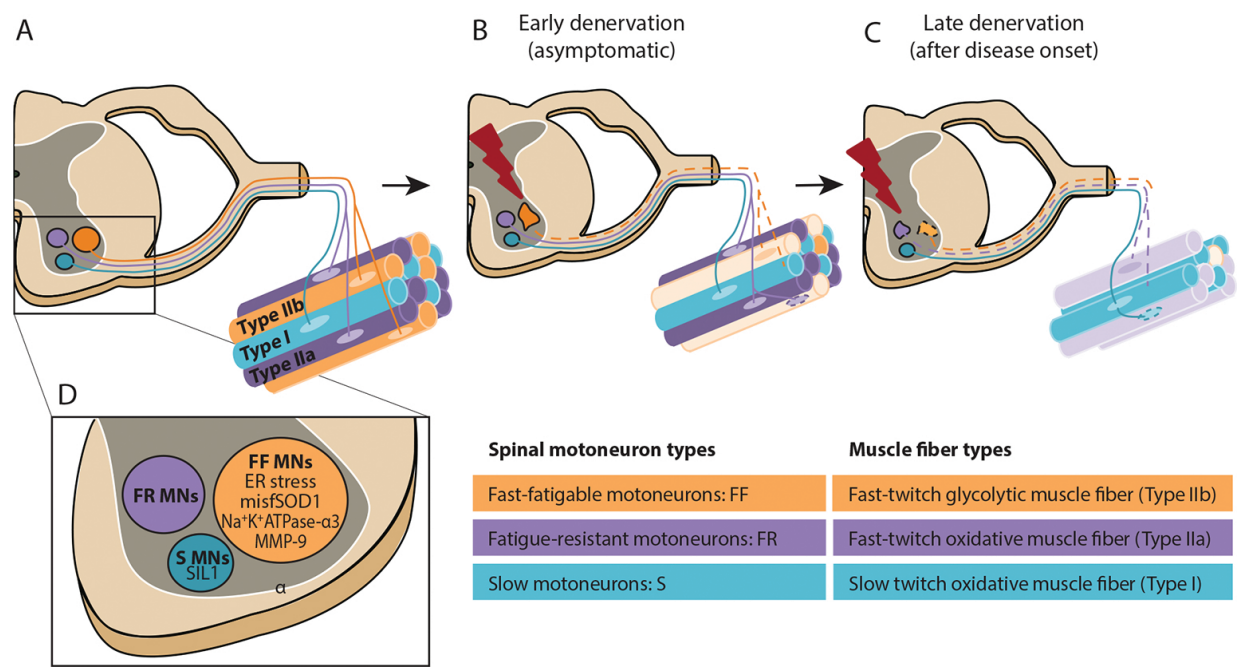 A
B
Early denervation
(asymptomatic)
C
Late denervation
(after disease onset)
Type IIb
Type I
Type IIa
D
FR MNs
FF MNs
ER stress
misfSOD1
Na⁺K⁺ATPase-α3
MMP-9
S MNs
SIL1
α
Spinal motoneuron types
Muscle fiber types
Fast-fatigable motoneurons: FF
Fast-twitch glycolytic muscle fiber (Type IIb)
Fatigue-resistant motoneurons: FR
Fast-twitch oxidative muscle fiber (Type IIa)
Slow motoneurons: S
Slow twitch oxidative muscle fiber (Type I)